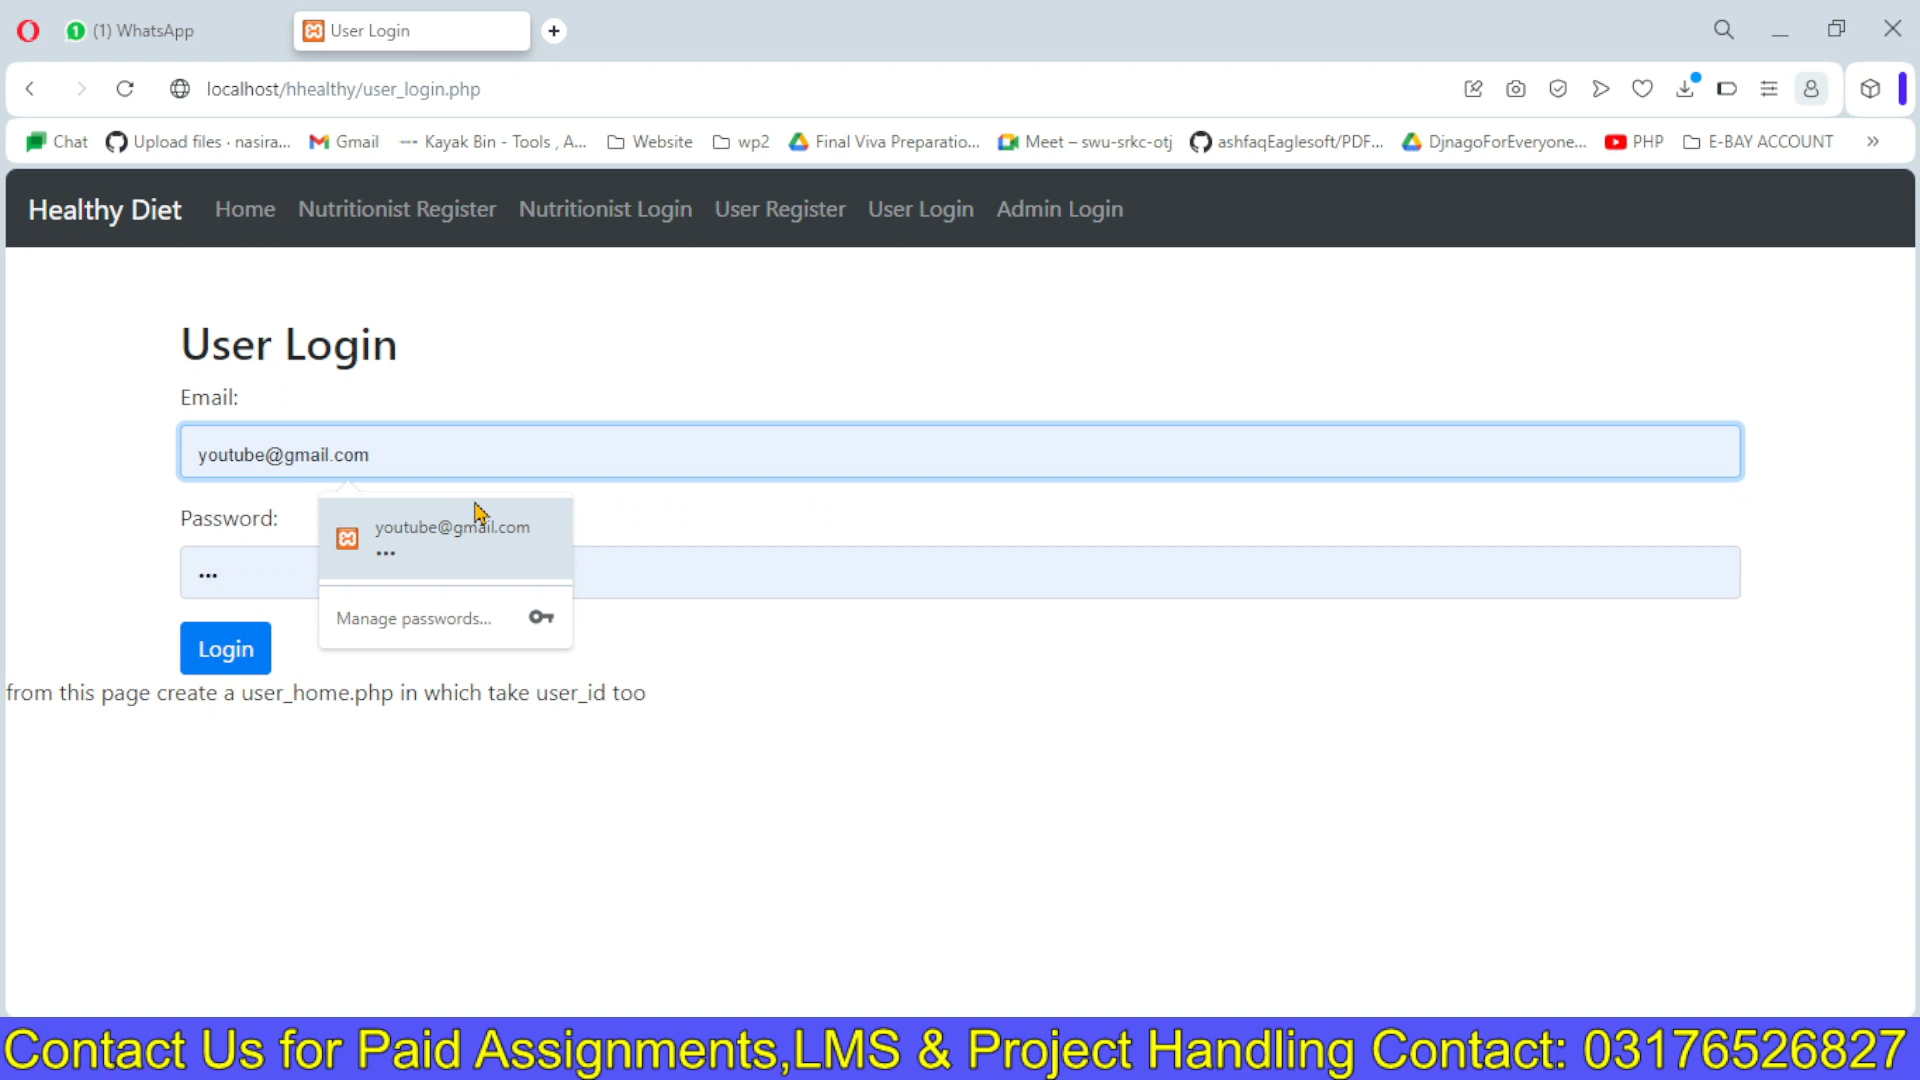 (1) WhatsApp
User Login
localhost/hhealthy/user_login.php
Chat
Upload files · nasira...
Gmail
Kayak Bin - Tools , A...
Website
wp2
Final Viva Preparatio...
Meet – swu-srkc-otj
ashfaqEaglesoft/PDF...
DjnagoForEveryone...
PHP
E-BAY ACCOUNT
»
Healthy Diet
Home
Nutritionist Register
Nutritionist Login
User Register
User Login
Admin Login
User Login
Email:
youtube@gmail.com
Password:
youtube@gmail.com
•••
•••
Manage passwords...
Login
from this page create a user_home.php in which take user_id too
Contact Us for Paid Assignments,LMS & Project Handling Contact: 03176526827